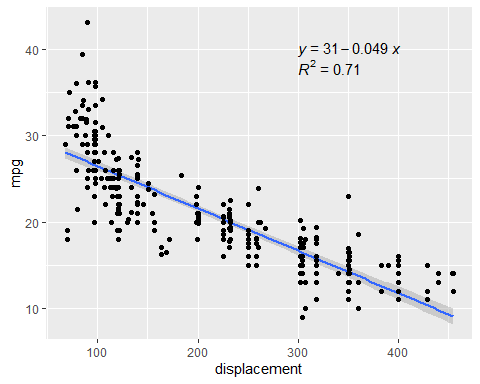 40
30
20
10
mpg
y = 31 – 0.049 x
R² = 0.71
100 200 300 400
displacement